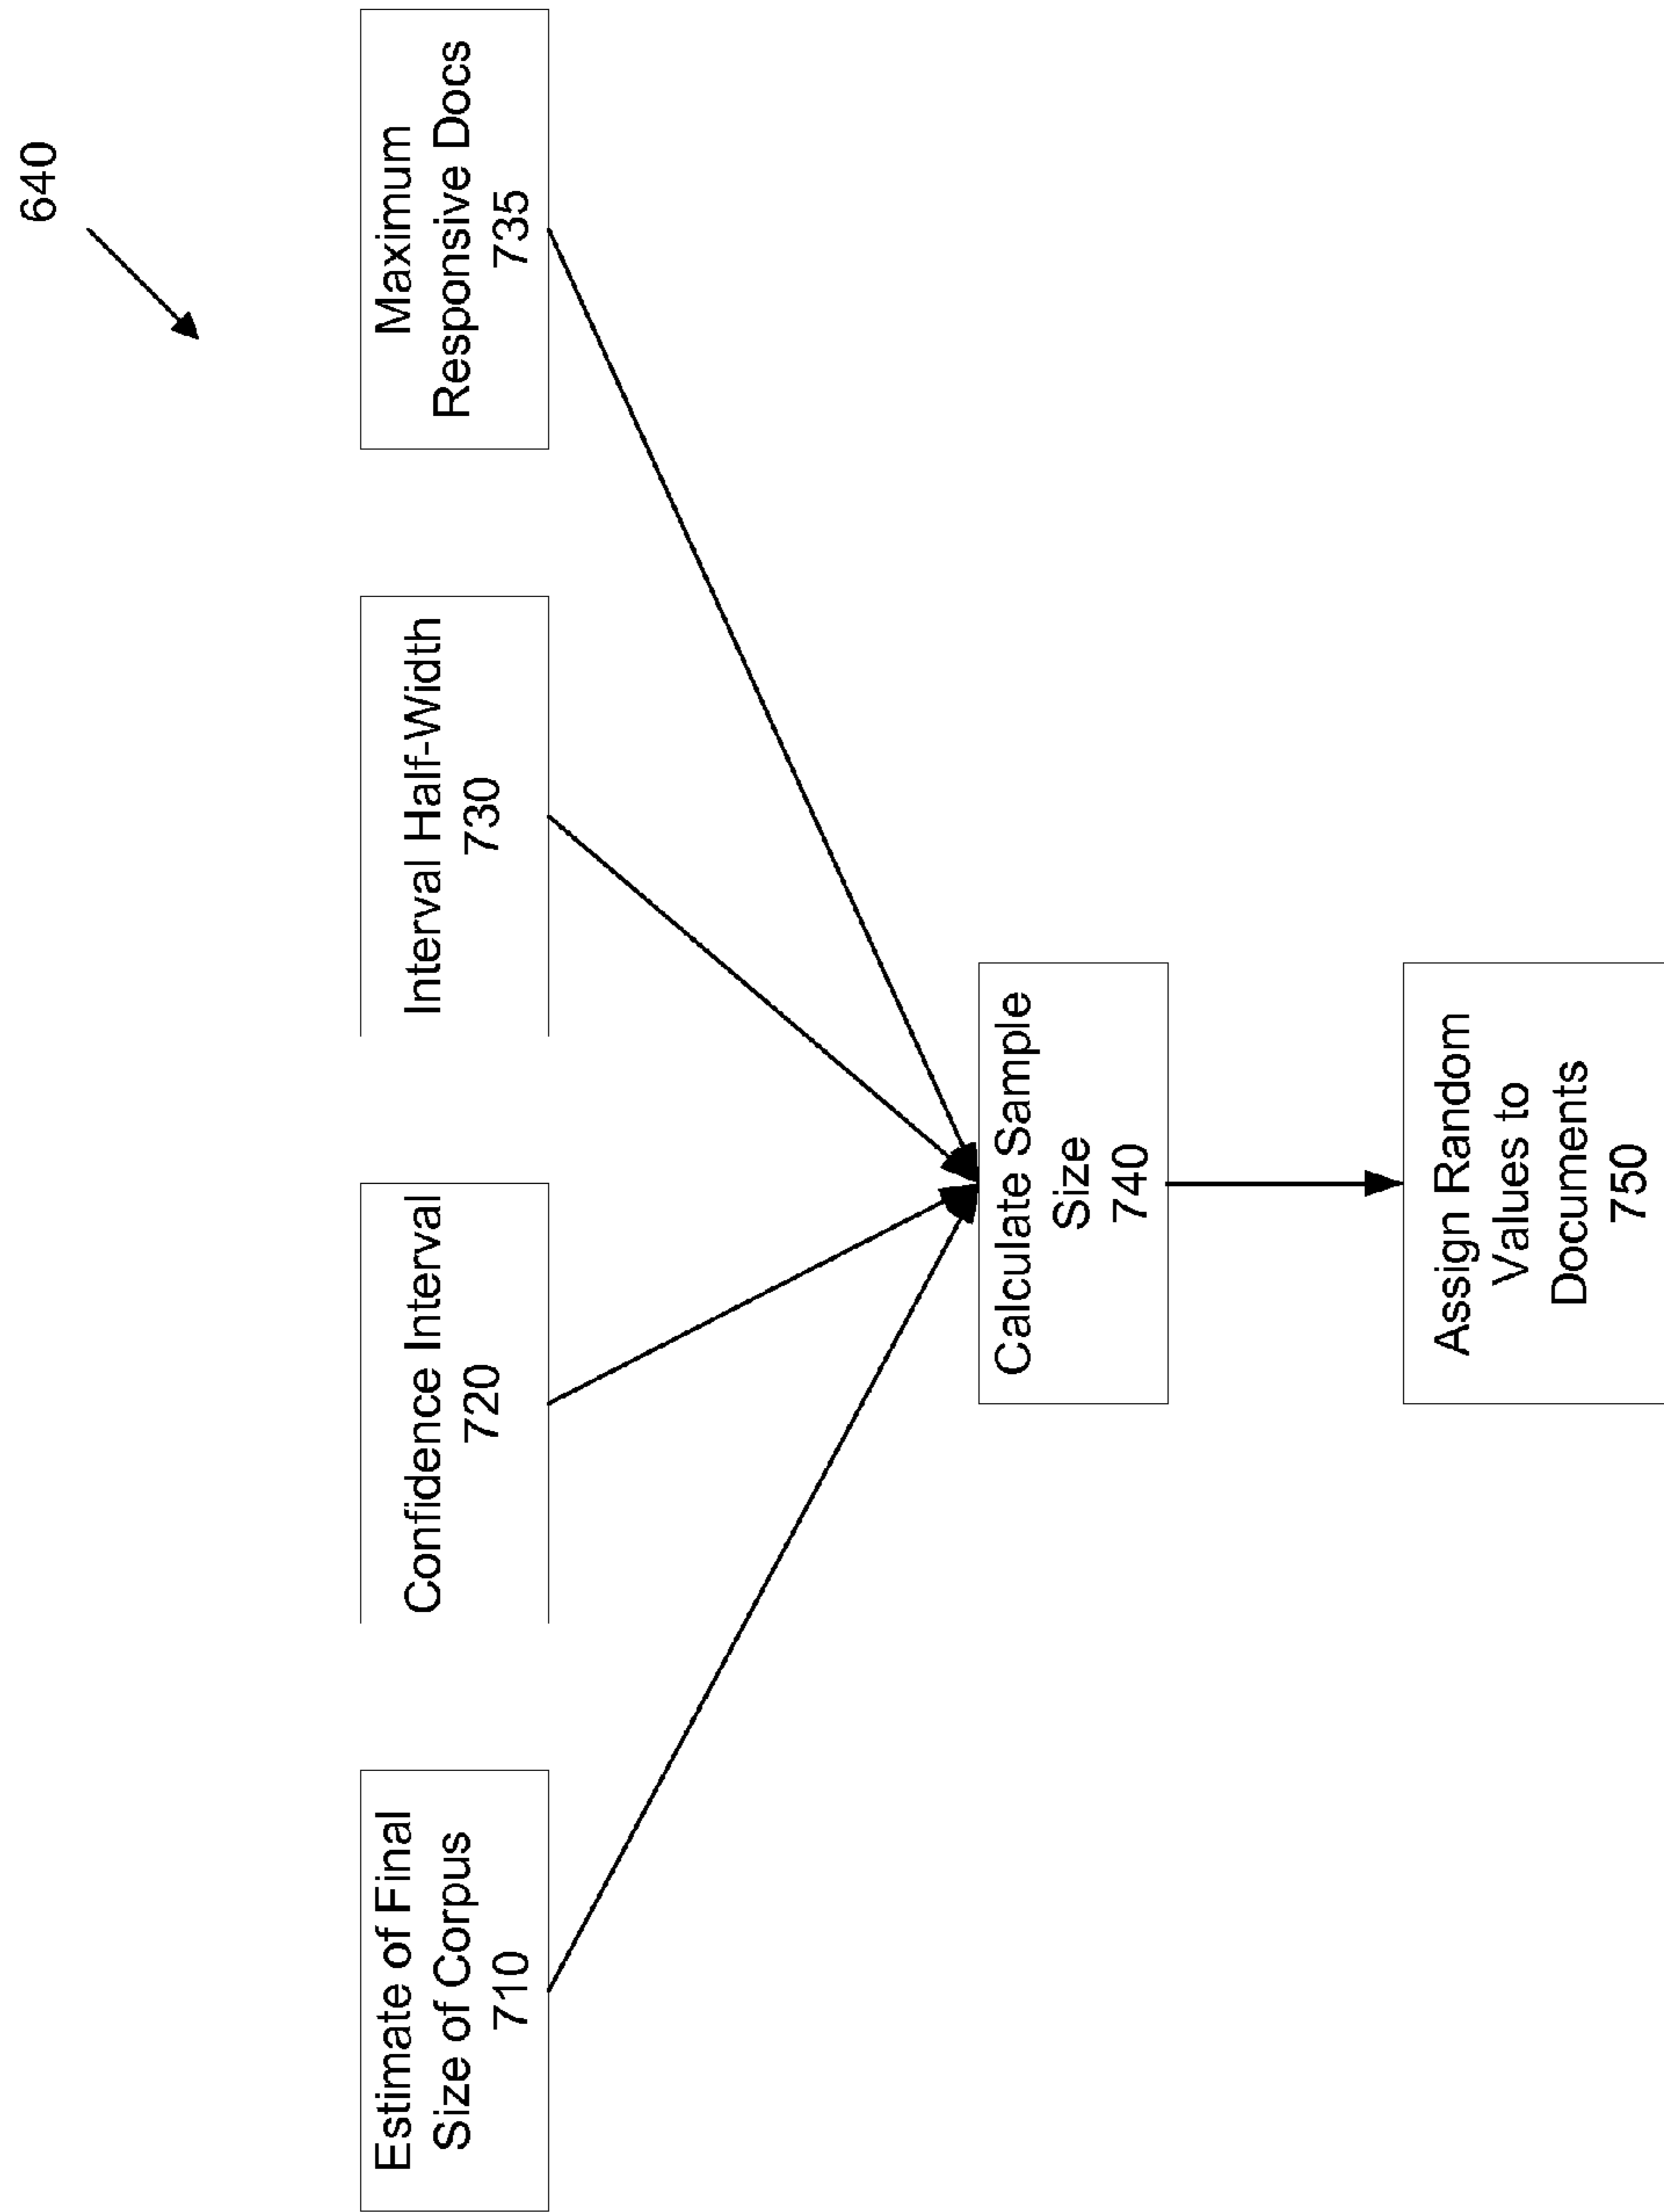 640
Estimate of Final
Size of Corpus
710
Confidence Interval
720
Interval Half-Width
730
Maximum
Responsive Docs
735
Calculate Sample
Size
740
Assign Random
Values to
Documents
750